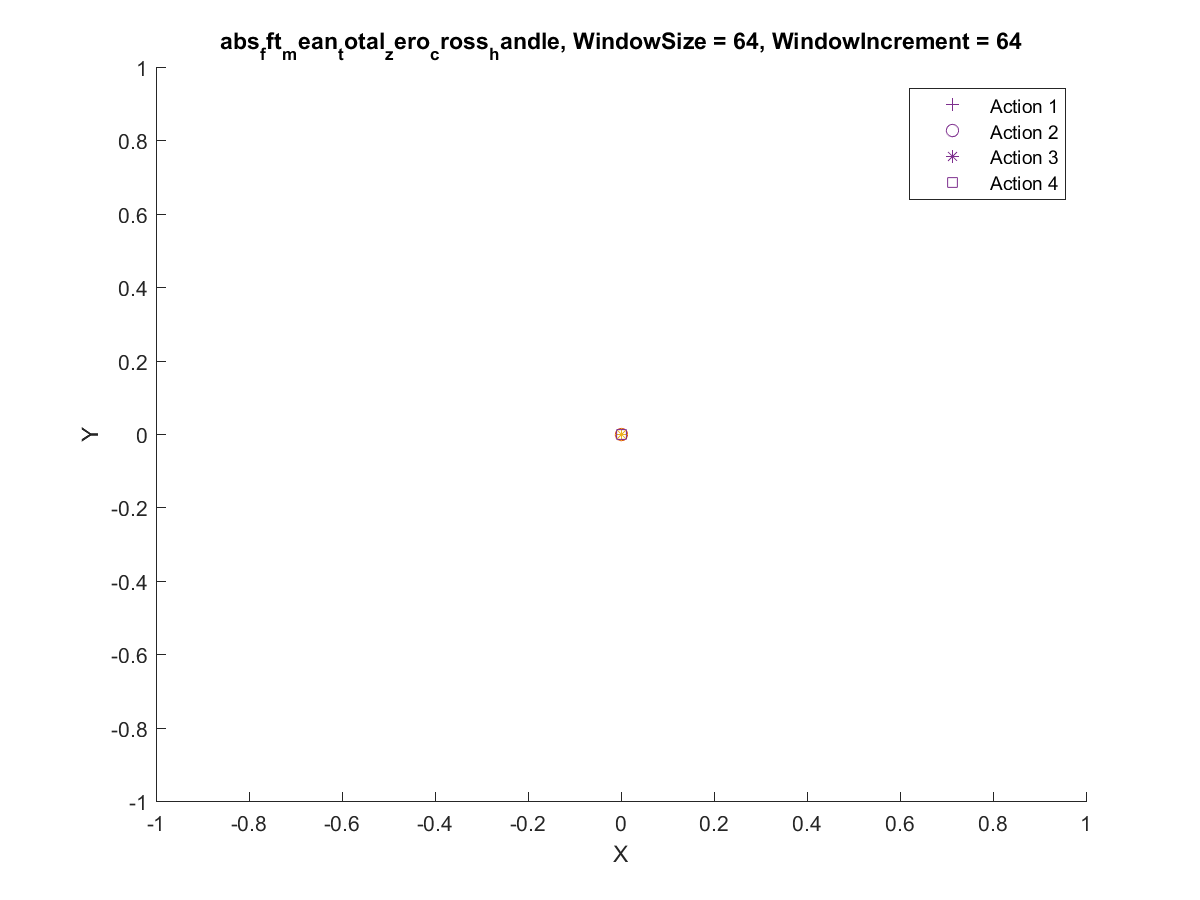 abs_fft_mean_total_zero_cross_handle, WindowSize = 64, WindowIncrement = 64
1
0.8
0.6
0.4
0.2
0
-0.2
-0.4
-0.6
-0.8
-1
Y
-1 -0.8 -0.6 -0.4 -0.2 0 0.2 0.4 0.6 0.8 1
X
Action 1
Action 2
Action 3
Action 4